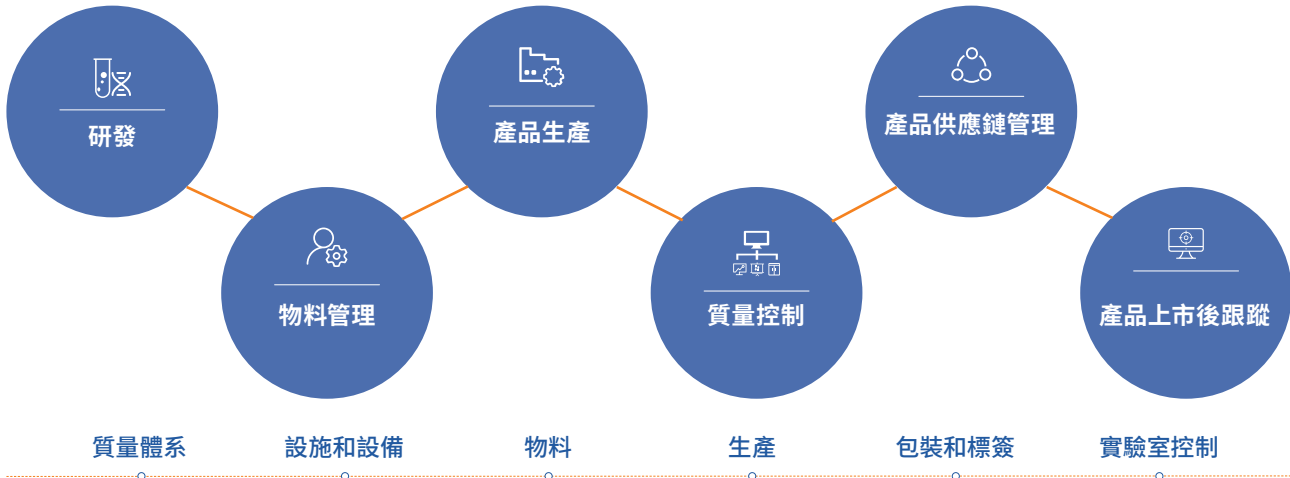 研發
物料管理
產品生產
質量控制
產品供應鏈管理
產品上市後跟蹤
質量體系
設施和設備
物料
生產
包裝和標簽
實驗室控制